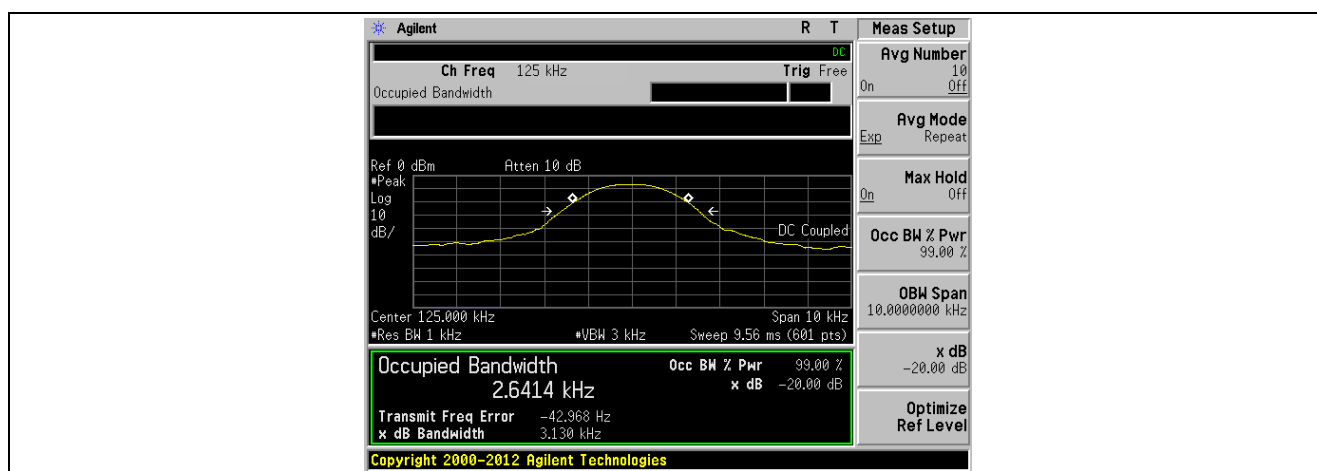 Agilent R T
DC
Ch Freq 125 kHz Trig Free
Occupied Bandwidth
Ref 0 dBm Atten 10 dB
#Peak
Log
10
dB/
DC Coupled
Center 125.000 kHz Span 10 kHz
#Res BW 1 kHz #VBW 3 kHz Sweep 9.56 ms (601 pts)
Occupied Bandwidth Occ BW % Pwr 99.00 %
2.6414 kHz x dB -20.00 dB
Transmit Freq Error -42.968 Hz
x dB Bandwidth 3.130 kHz
Copyright 2000-2012 Agilent Technologies
Meas Setup
Avg Number
10
On Off
Avg Mode
Exp Repeat
Max Hold
On Off
Occ BW % Pwr
99.00 %
OBW Span
10.0000000 kHz
x dB
-20.00 dB
Optimize
Ref Level